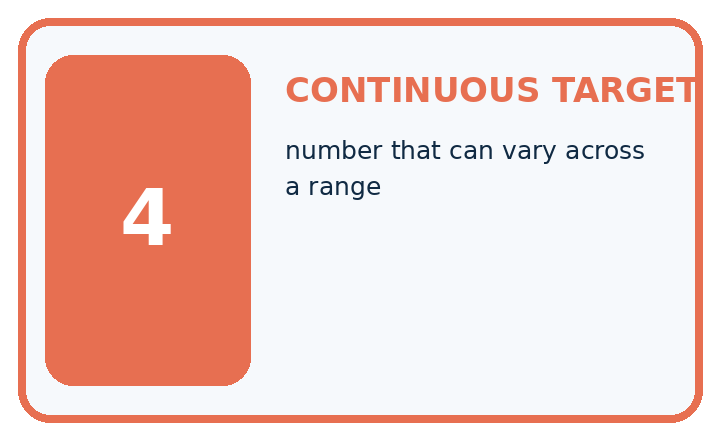 4
CONTINUOUS TARGET
number that can vary across
a range